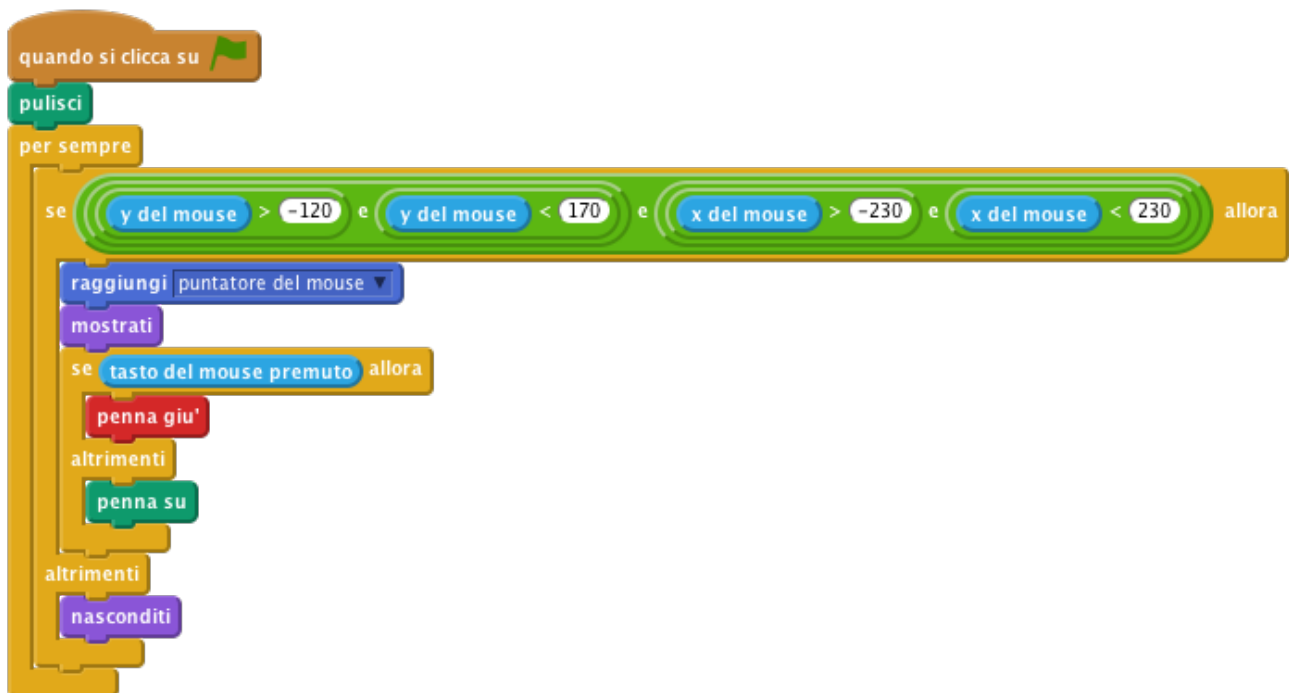 quando si clicca su
pulisci
per sempre
se y del mouse > -120 e y del mouse < 170 e x del mouse > -230 e x del mouse < 230 allora
raggiungi puntatore del mouse
mostrati
se tasto del mouse premuto allora
penna giu'
altrimenti
penna su
altrimenti
nasconditi